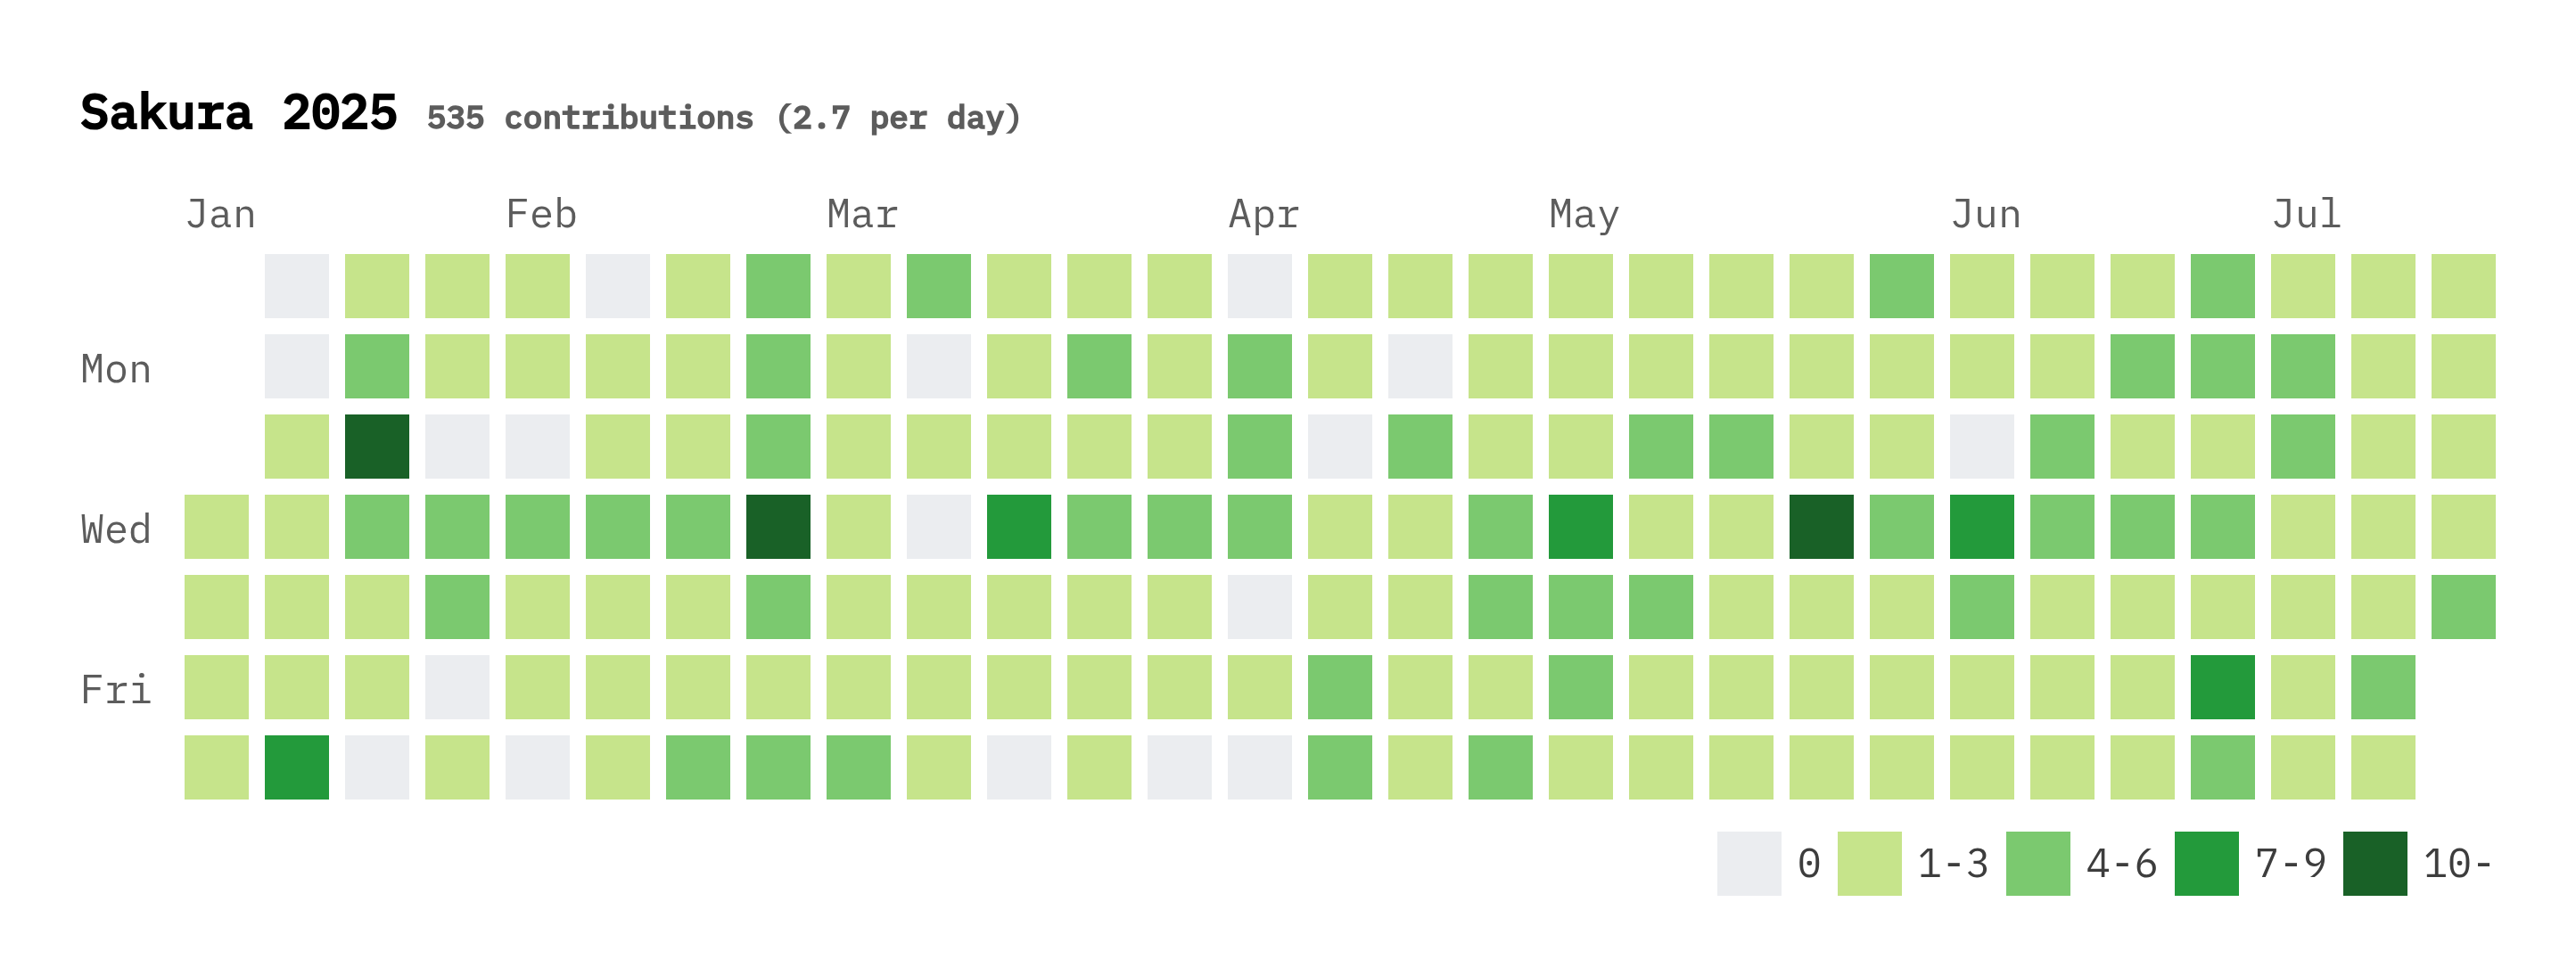 Sakura 2025 535 contributions (2.7 per day)
Jan Feb Mar Apr May Jun Jul
Mon
Wed
Fri
0 1-3 4-6 7-9 10-